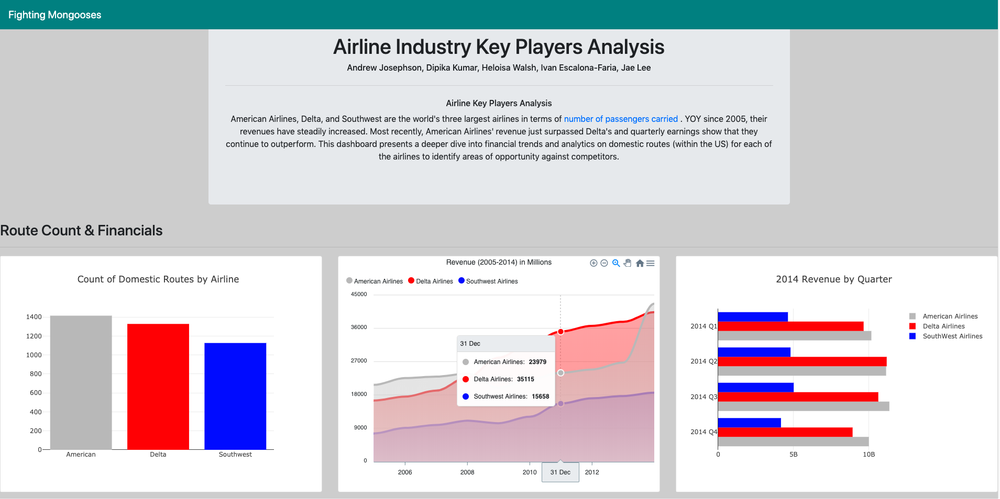 Fighting Mongooses
Airline Industry Key Players Analysis
Andrew Josephson, Dipika Kumar, Heloisa Walsh, Ivan Escalona-Faria, Jae Lee
Airline Key Players Analysis
American Airlines, Delta, and Southwest are the world's three largest airlines in terms of number of passengers carried . YOY since 2005, their
revenues have steadily increased. Most recently, American Airlines' revenue just surpassed Delta's and quarterly earnings show that they
continue to outperform. This dashboard presents a deeper dive into financial trends and analytics on domestic routes (within the US) for each of
the airlines to identify areas of opportunity against competitors.
Route Count & Financials
Count of Domestic Routes by Airline
1400
1200
1000
800
600
400
200
0
American Delta Southwest
Revenue (2005-2014) in Millions
American Airlines Delta Airlines Southwest Airlines
45000
36000
27000
18000
9000
0
31 Dec
American Airlines: 23979
Delta Airlines: 35115
Southwest Airlines: 15658
2006 2008 2010 31 Dec 2012
2014 Revenue by Quarter
American Airlines
Delta Airlines
SouthWest Airlines
2014 Q1
2014 Q2
2014 Q3
2014 Q4
0 5B 10B